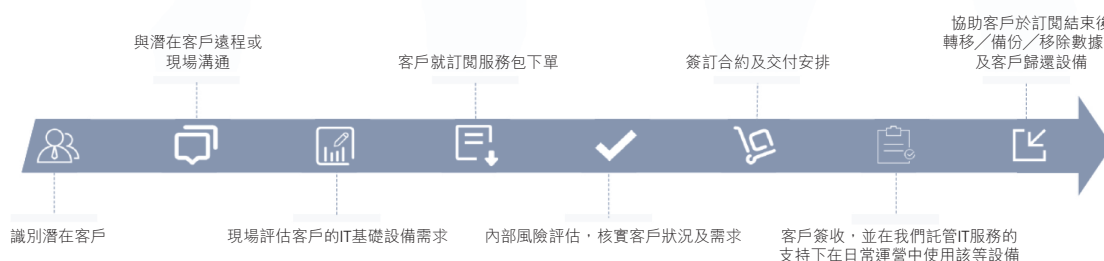 協助客戶於訂閱結束後
轉移╱備份╱移除數據
及客戶歸還設備
與潛在客戶遠程或
現場溝通
客戶就訂閱服務包下單
簽訂合約及交付安排
識別潛在客戶
現場評估客戶的IT基礎設備需求
內部風險評估，核實客戶狀況及需求
客戶簽收，並在我們託管IT服務的
支持下在日常運營中使用該等設備